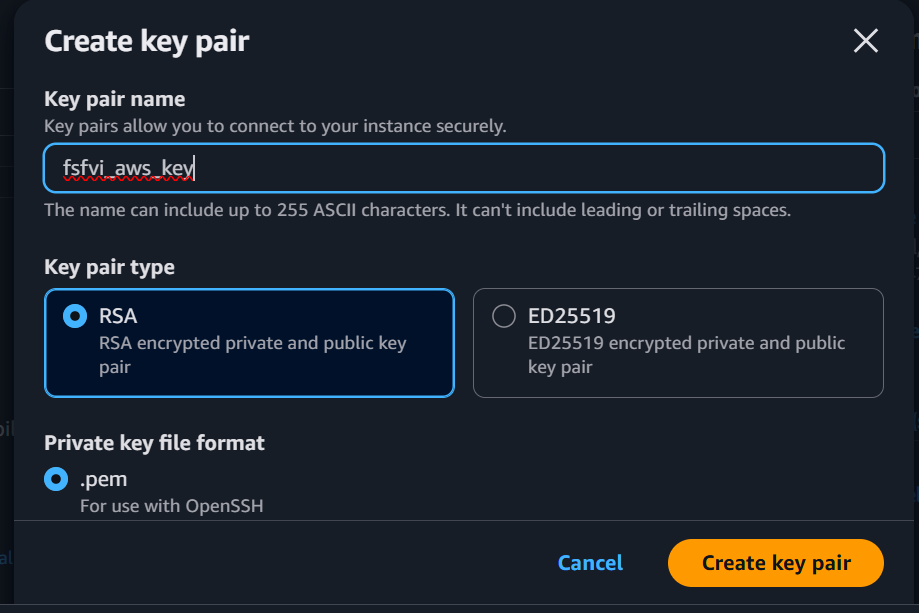 Create key pair
Key pair name
Key pairs allow you to connect to your instance securely.
fsfvi_aws_key
The name can include up to 255 ASCII characters. It can't include leading or trailing spaces.
Key pair type
RSA
RSA encrypted private and public key
pair
ED25519
ED25519 encrypted private and public
key pair
Private key file format
.pem
For use with OpenSSH
Cancel
Create key pair